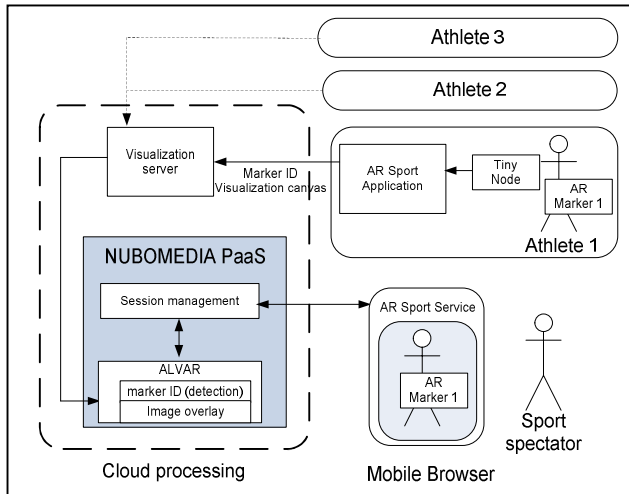 Athlete 3
Athlete 2
Visualization
server
Marker ID
Visualization canvas
AR Sport
Application
Tiny
Node
AR
Marker 1
Athlete 1
NUBOMEDIA PaaS
Session management
ALVAR
marker ID (detection)
Image overlay
Cloud processing
AR Sport Service
AR
Marker 1
Mobile Browser
Sport
spectator